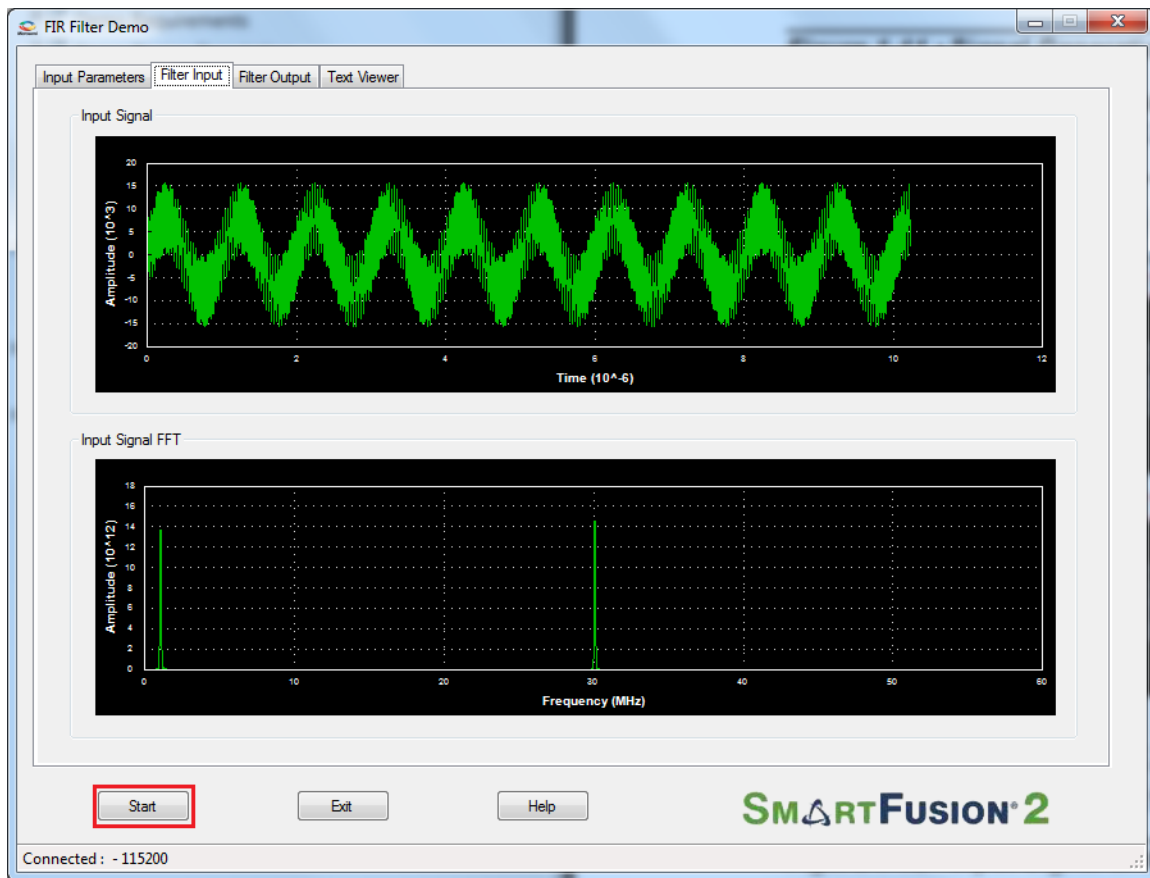 FIR Filter Demo
Input Parameters Filter Input Filter Output Text Viewer
Input Signal
20
15
10
5
0
-5
-10
-15
-20
Amplitude (10^3)
0 2 4 6 8 10 12
Time (10^-6)
Input Signal FFT
18
16
14
12
10
8
6
4
2
0
Amplitude (10^12)
0 10 20 30 40 50 60
Frequency (MHz)
Start Exit Help
SMARTFUSION® 2
Connected : - 115200